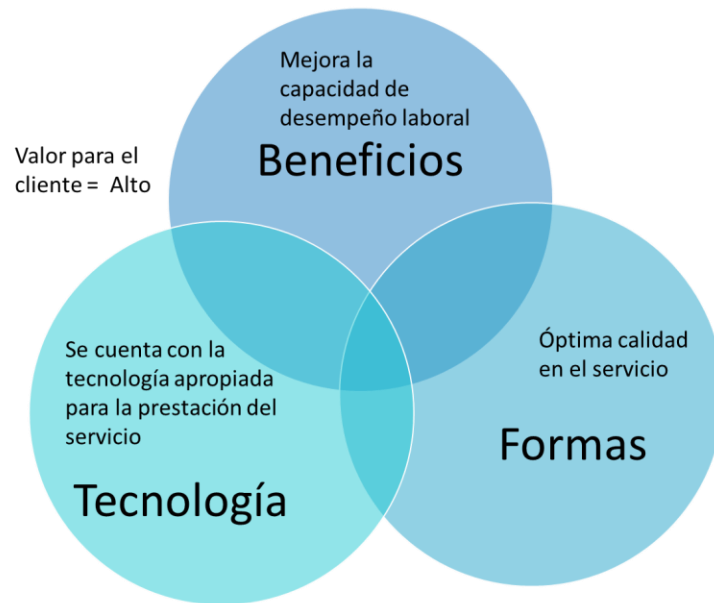 Mejora la
capacidad de
desempeño laboral
Beneficios
Valor para el
cliente = Alto
Se cuenta con la
tecnología apropiada
para la prestación del
servicio
Tecnología
Óptima calidad
en el servicio
Formas